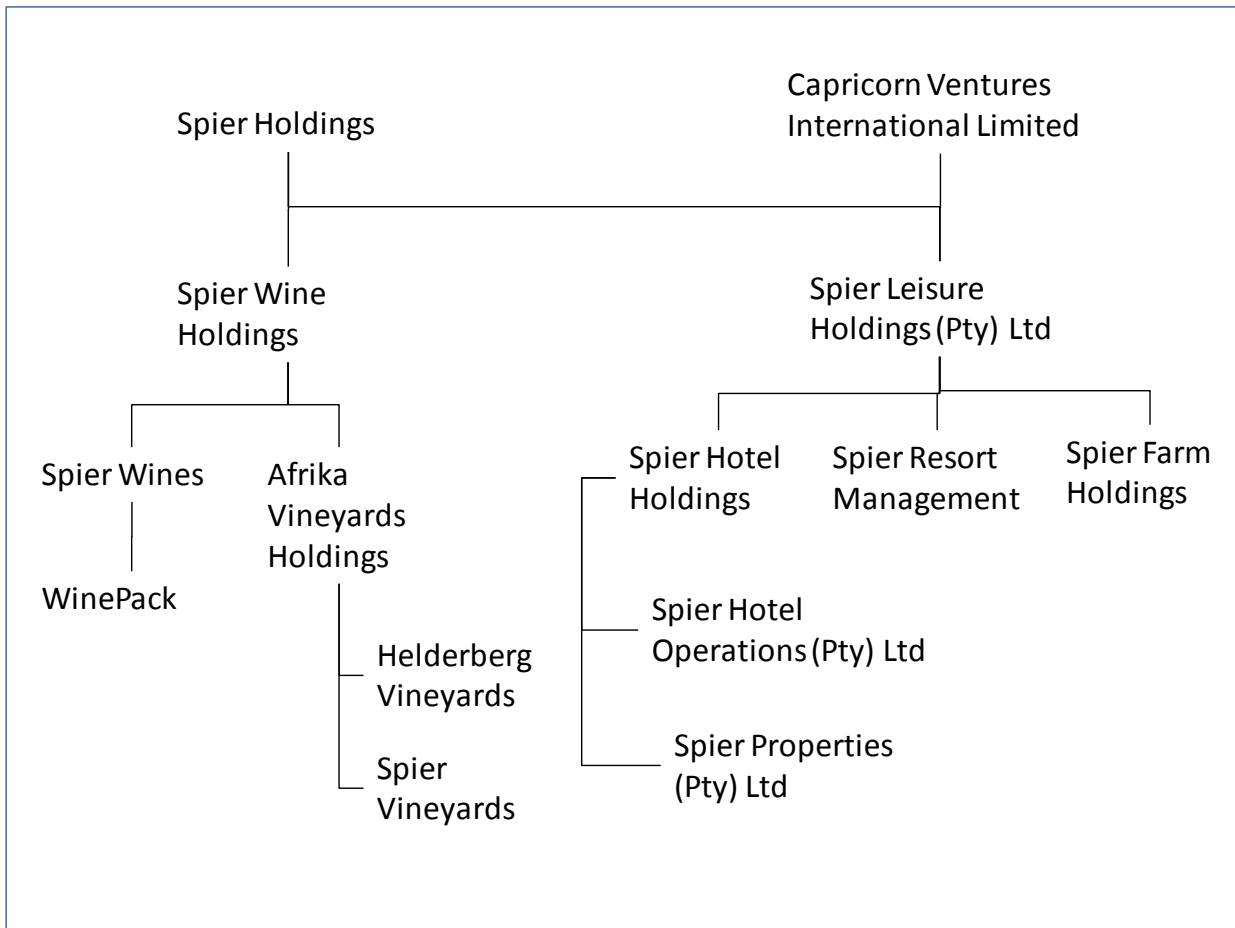 Spier Holdings
Capricorn Ventures
International Limited
Spier Wine
Holdings
Spier Leisure
Holdings (Pty) Ltd
Spier Wines
Afrika
Vineyards
Holdings
Spier Hotel
Holdings
Spier Resort
Management
Spier Farm
Holdings
WinePack
Spier Hotel
Operations (Pty) Ltd
Helderberg
Vineyards
Spier Properties
(Pty) Ltd
Spier
Vineyards